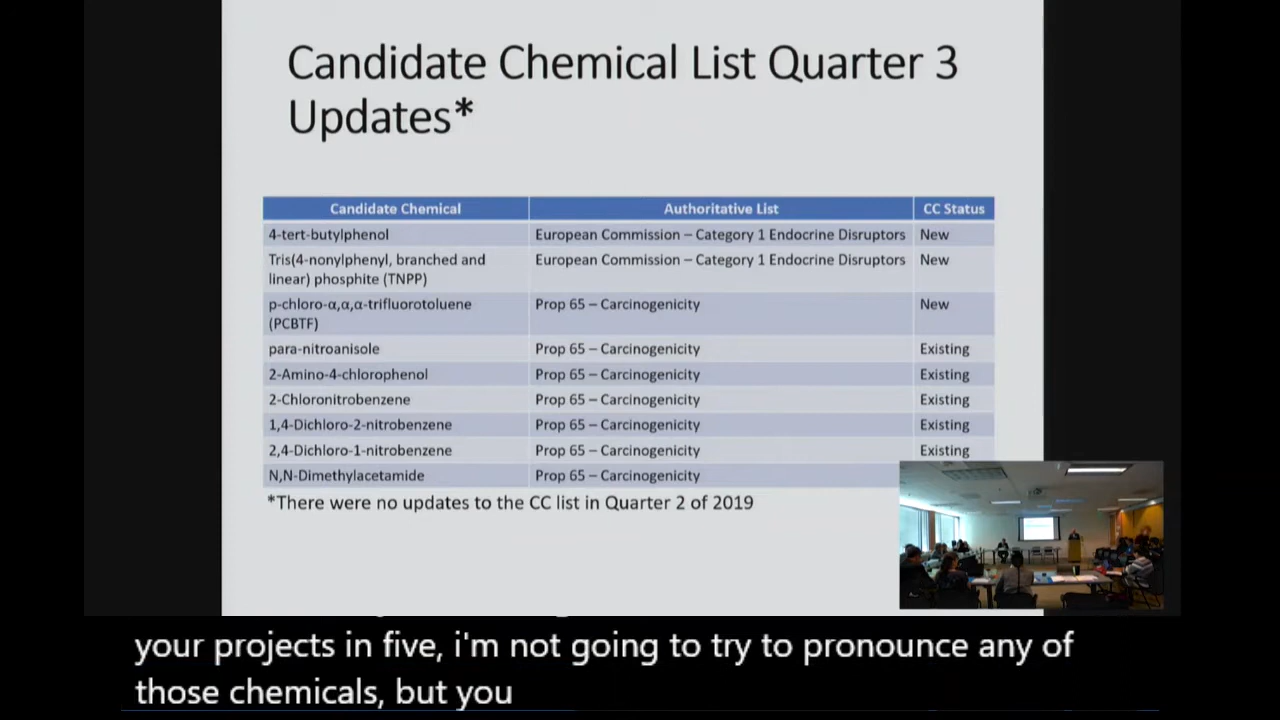 Candidate Chemical List Quarter 3
Updates*
Candidate Chemical Authoritative List CC Status
4-tert-butylphenol European Commission – Category 1 Endocrine Disruptors New
Tris(4-nonylphenyl, branched and European Commission – Category 1 Endocrine Disruptors New
linear) phosphite (TNPP)
p-chloro-α,α,α-trifluorotoluene Prop 65 – Carcinogenicity New
(PCBTF)
para-nitroanisole Prop 65 – Carcinogenicity Existing
2-Amino-4-chlorophenol Prop 65 – Carcinogenicity Existing
2-Chloronitrobenzene Prop 65 – Carcinogenicity Existing
1,4-Dichloro-2-nitrobenzene Prop 65 – Carcinogenicity Existing
2,4-Dichloro-1-nitrobenzene Prop 65 – Carcinogenicity Existing
N,N-Dimethylacetamide Prop 65 – Carcinogenicity
*There were no updates to the CC list in Quarter 2 of 2019
your projects in five, i'm not going to try to pronounce any of
those chemicals, but you